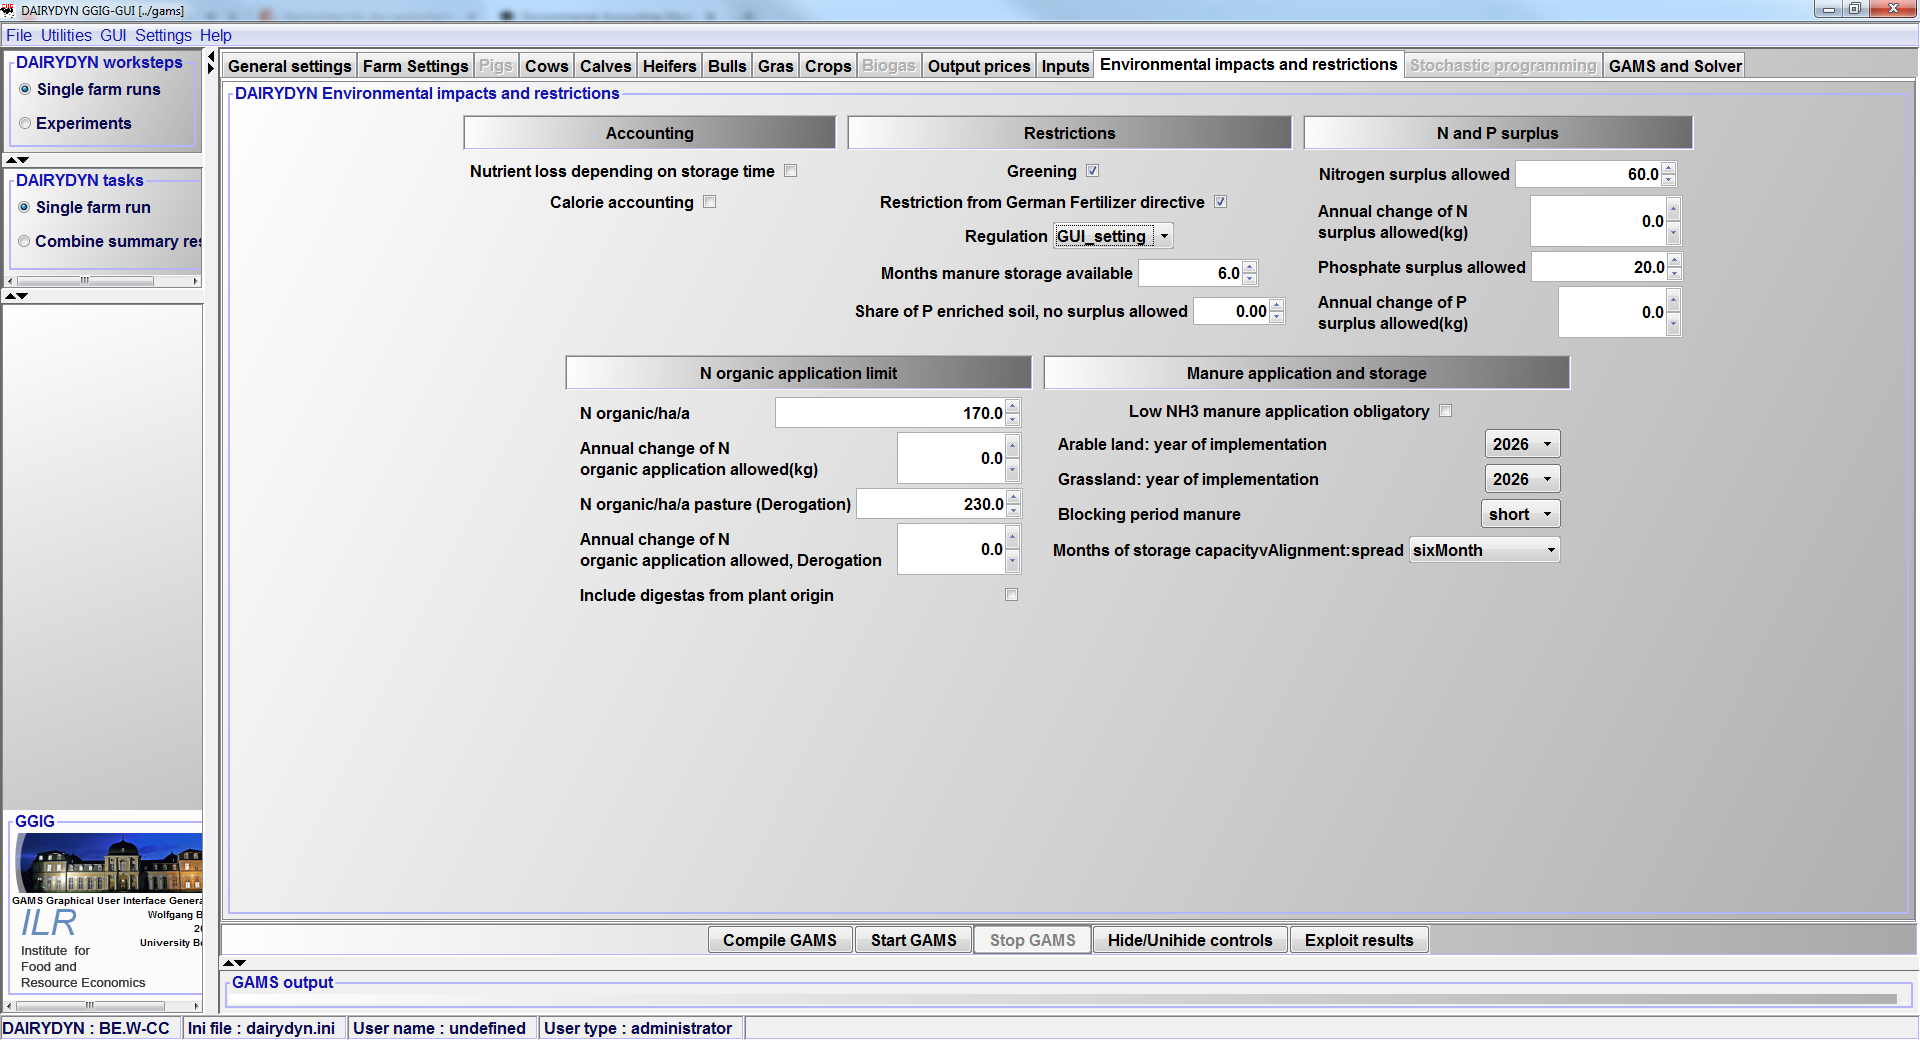 DAIRYDYN GGIG-GUI [../gams]
File Utilities GUI Settings Help
DAIRYDYN worksteps
Single farm runs
Experiments
DAIRYDYN tasks
Single farm run
Combine summary res
General settings Farm Settings Pigs Cows Calves Heifers Bulls Gras Crops Biogas Output prices Inputs Environmental impacts and restrictions Stochastic programming GAMS and Solver
DAIRYDYN Environmental impacts and restrictions
Accounting
Nutrient loss depending on storage time
Calorie accounting
Restrictions
Greening
Restriction from German Fertilizer directive
Regulation GUI_setting
Months manure storage available 6.0
Share of P enriched soil, no surplus allowed 0.00
N and P surplus
Nitrogen surplus allowed 60.0
Annual change of N
surplus allowed(kg) 0.0
Phosphate surplus allowed 20.0
Annual change of P
surplus allowed(kg) 0.0
N organic application limit
N organic/ha/a 170.0
Annual change of N
organic application allowed(kg) 0.0
N organic/ha/a pasture (Derogation) 230.0
Annual change of N
organic application allowed, Derogation 0.0
Include digestas from plant origin
Manure application and storage
Low NH3 manure application obligatory
Arable land: year of implementation 2026
Grassland: year of implementation 2026
Blocking period manure short
Months of storage capacityvAlignment:spread sixMonth
GGIG
GAMS Graphical User Interface Genera
Wolfgang B
20
University Bo
ILR
Institute for
Food and
Resource Economics
Compile GAMS Start GAMS Stop GAMS Hide/Unihide controls Exploit results
GAMS output
DAIRYDYN : BE.W-CC Ini file : dairydyn.ini User name : undefined User type : administrator